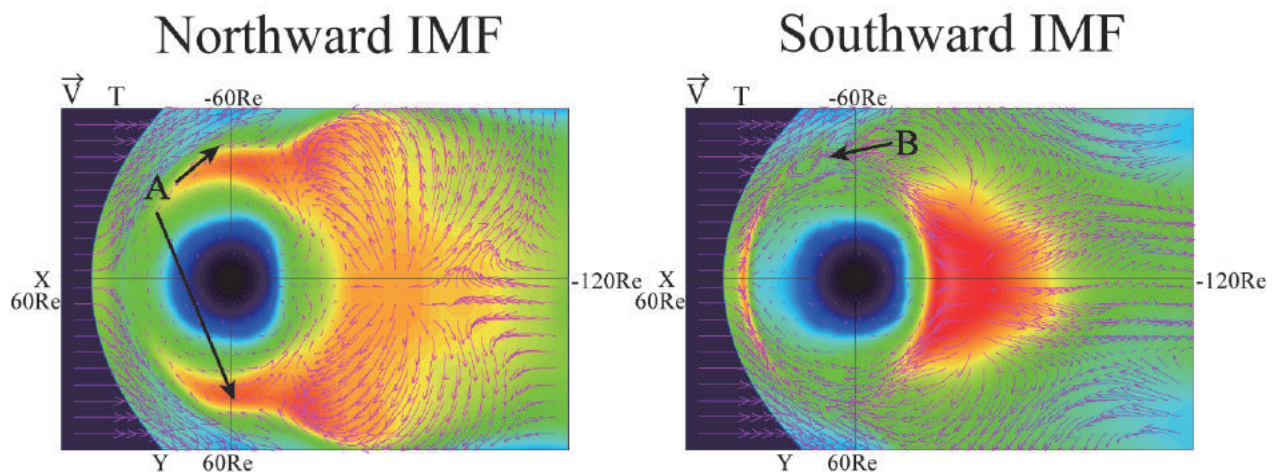 Northward IMF
V T
-60Re
A
X
60Re
-120Re
Y 60Re
Southward IMF
V T
-60Re
B
X
60Re
-120Re
Y 60Re